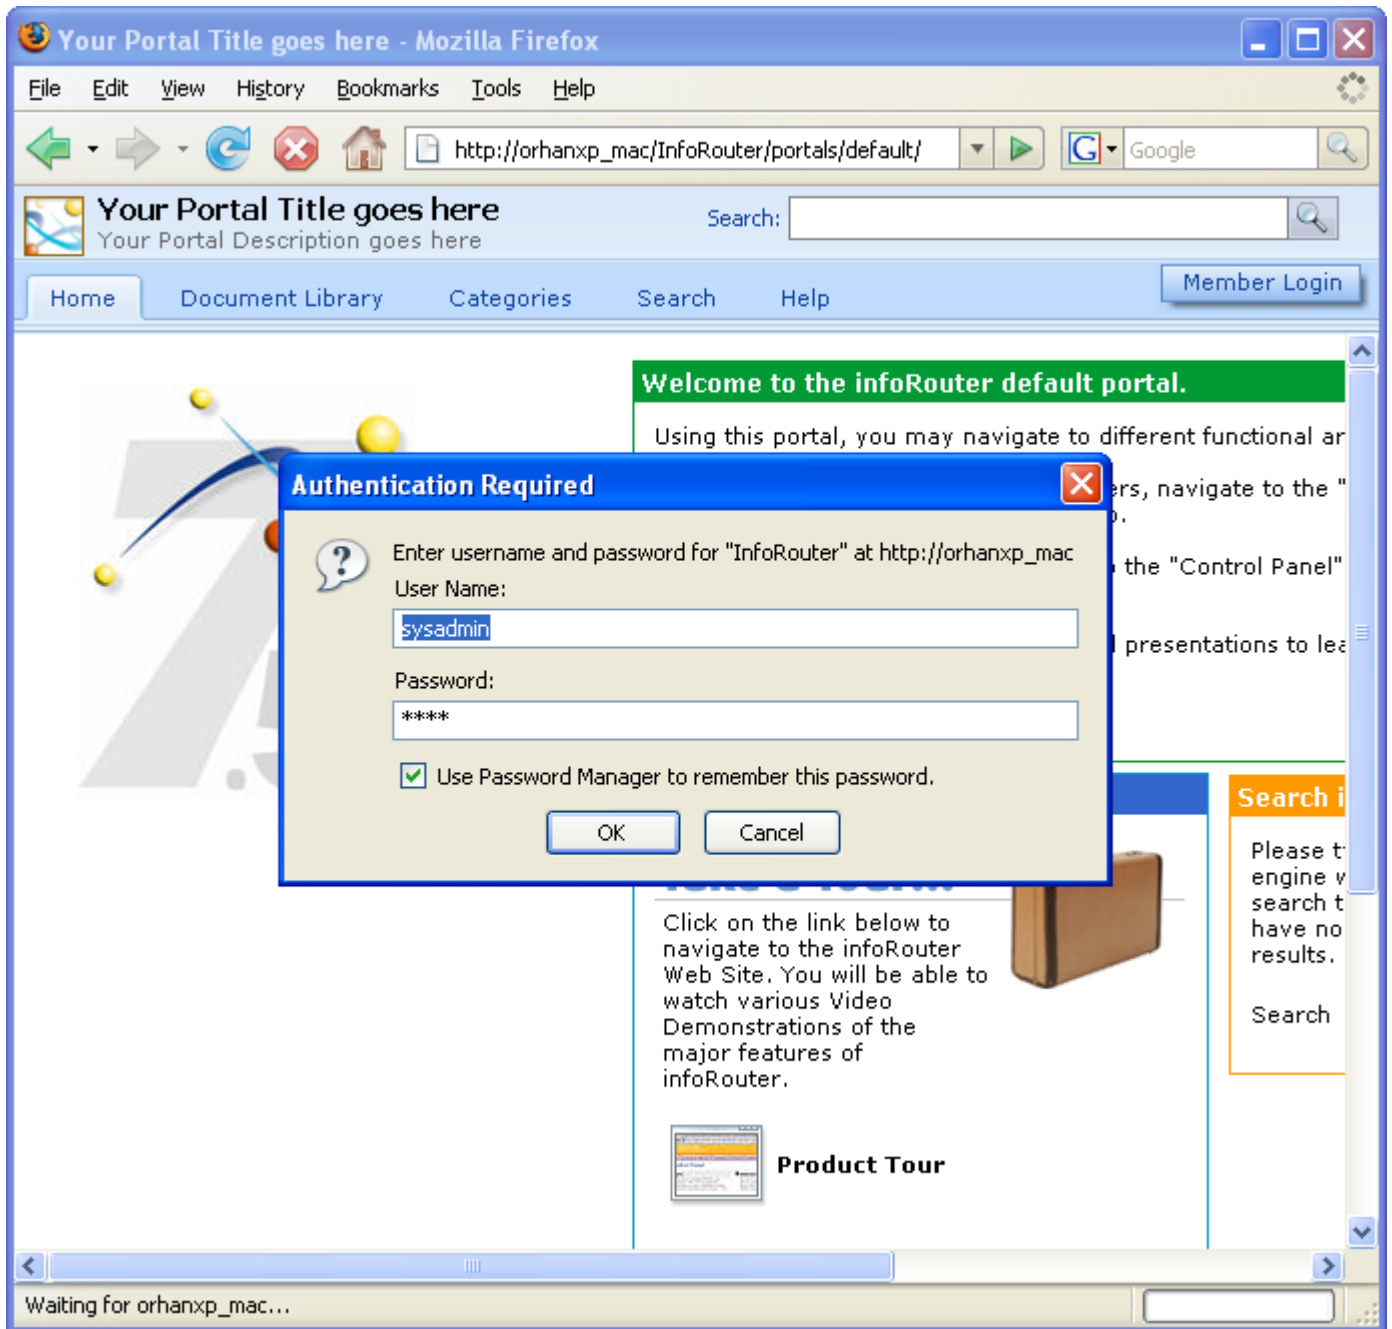 Your Portal Title goes here - Mozilla Firefox
File Edit View History Bookmarks Tools Help
http://orhanxp_mac/InfoRouter/portals/default/
G Google
Your Portal Title goes here
Your Portal Description goes here
Search:
Home Document Library Categories Search Help
Member Login
7.5
Welcome to the infoRouter default portal.
Using this portal, you may navigate to different functional ar
ers, navigate to the "
the "Control Panel"
presentations to lea
Authentication Required
Enter username and password for "InfoRouter" at http://orhanxp_mac
User Name:
sysadmin
Password:
****
Use Password Manager to remember this password.
OK Cancel
Take a Tour...
Click on the link below to
navigate to the infoRouter
Web Site. You will be able to
watch various Video
Demonstrations of the
major features of
infoRouter.
Product Tour
Search i
Please t
engine w
search t
have no
results.
Search
Waiting for orhanxp_mac...